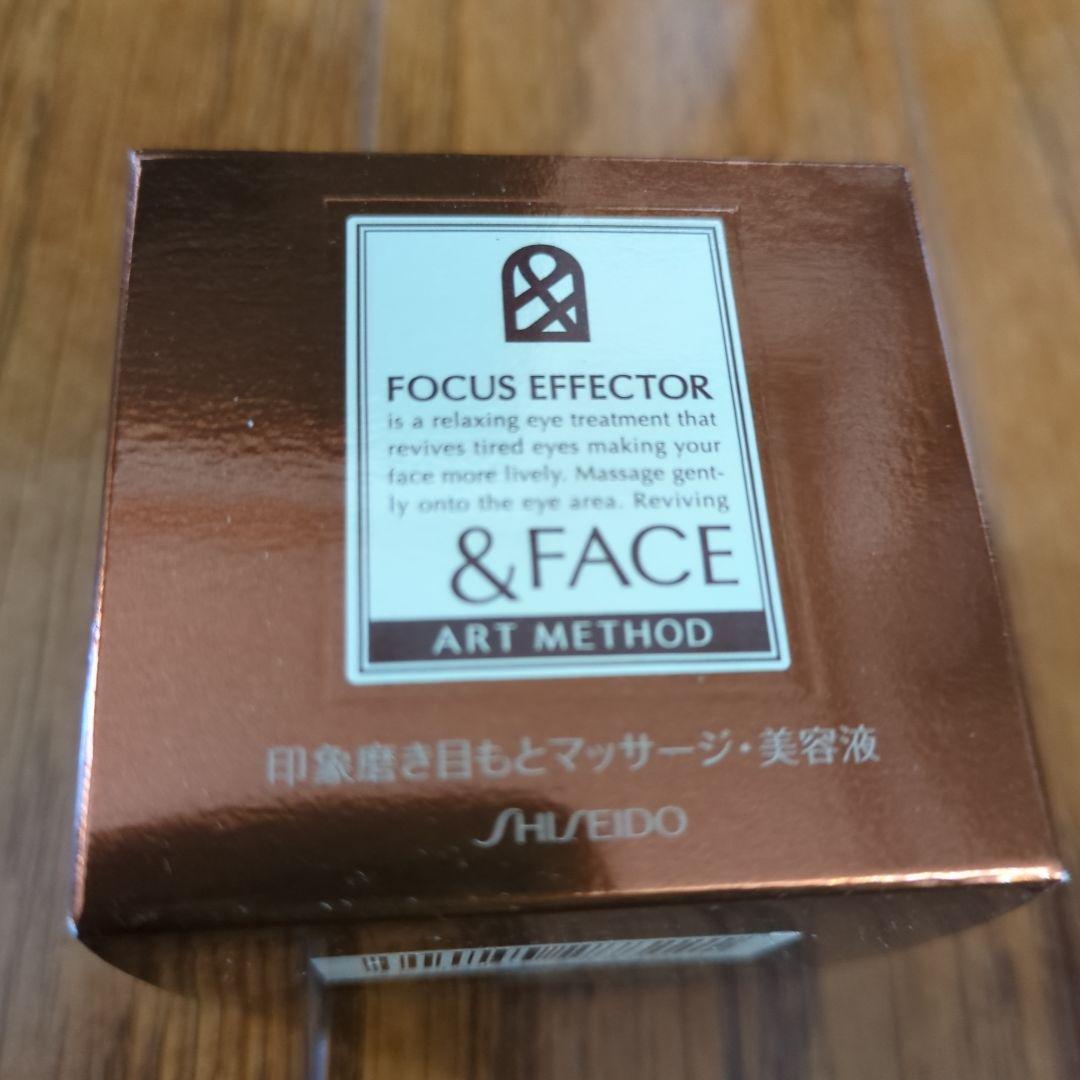 FOCUS EFFECTOR
is a relaxing eye treatment that
revives tired eyes making your
face more lively. Massage gent-
ly onto the eye area. Reviving
&FACE
ART METHOD
印象磨き目もとマッサージ・美容液
SHISEIDO